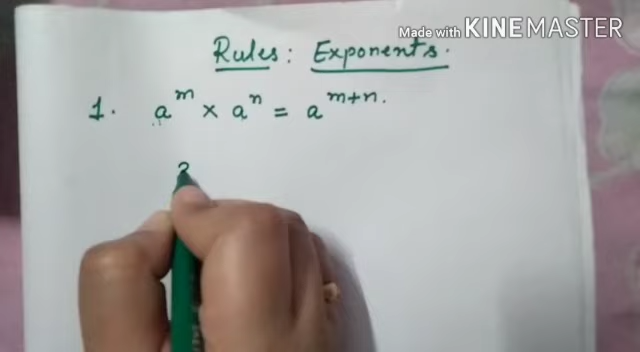 Made with KINEMASTER
Rules: Exponents.
1. a^m × a^n = a^m+n.